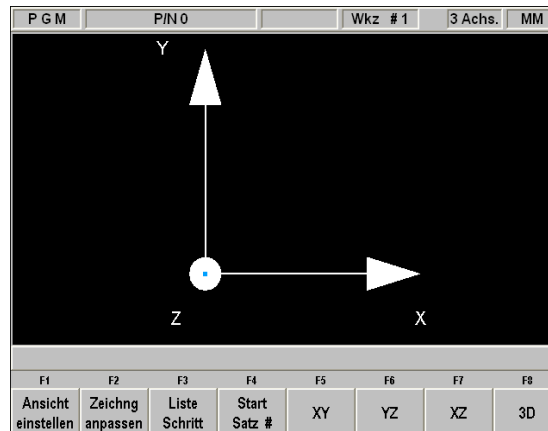 P G M P/N 0 Wkz # 1 3 Achs. MM
Y
Z X
F1 F2 F3 F4 F5 F6 F7 F8
Ansicht einstellen Zeichng anpassen Liste Schritt Start Satz # XY YZ XZ 3D